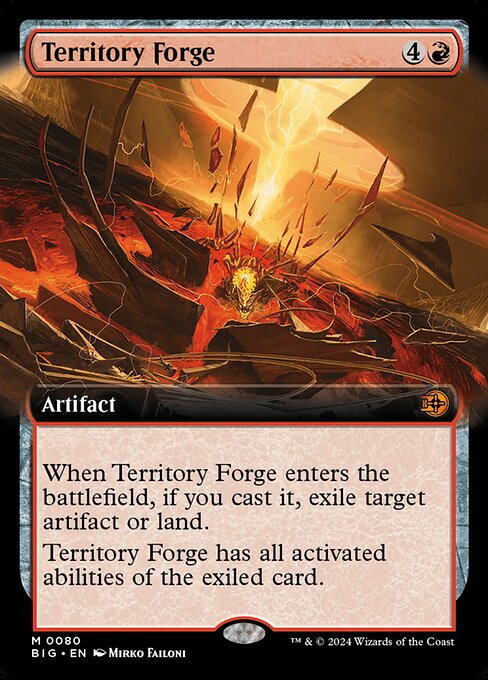 Territory Forge 4
Artifact
When Territory Forge enters the
battlefield, if you cast it, exile target
artifact or land.
Territory Forge has all activated
abilities of the exiled card.
M 0080
BIG • EN Mirko Failoni
™ & © 2024 Wizards of the Coast